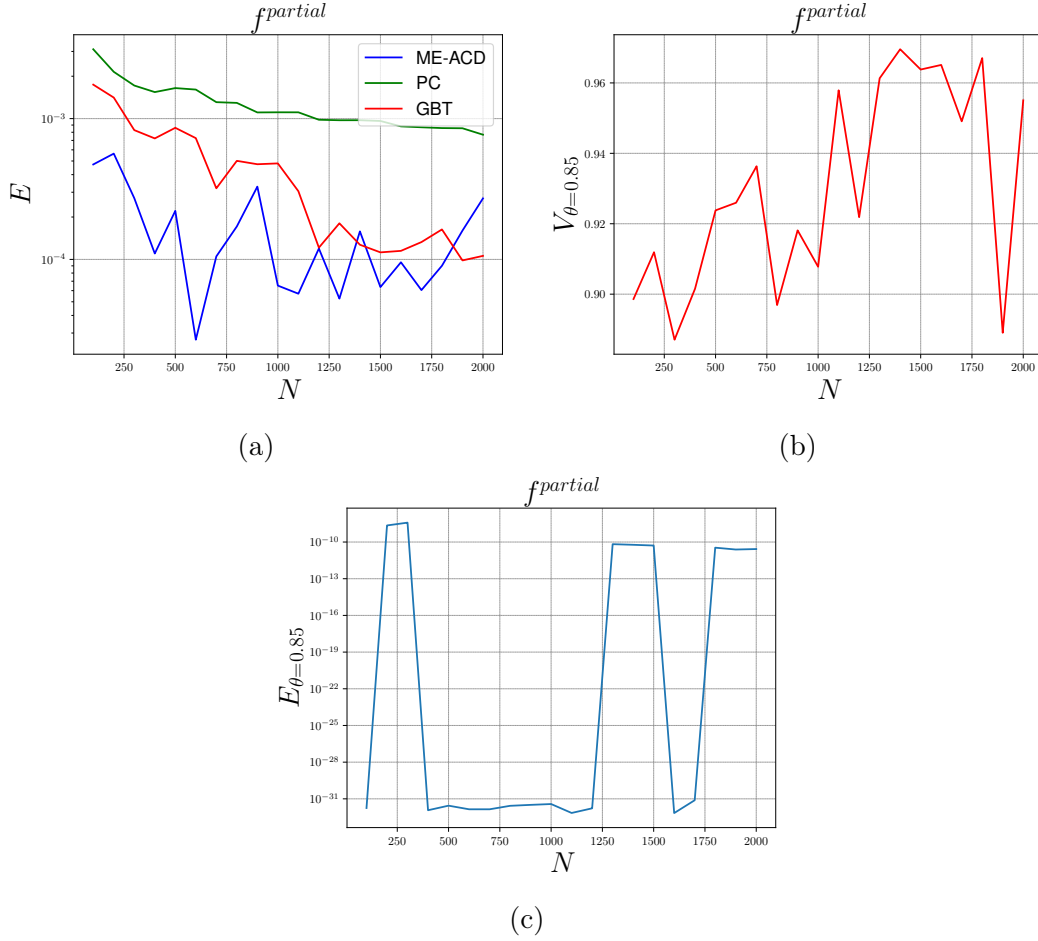 f^{partial}
10^{-3}
10^{-4}
E
ME-ACD
PC
GBT
250 500 750 1000 1250 1500 1750 2000
N
(a)
f^{partial}
0.96
0.94
0.92
0.90
V_{θ=0.85}
250 500 750 1000 1250 1500 1750 2000
N
(b)
f^{partial}
10^{-10}
10^{-13}
10^{-16}
10^{-19}
10^{-22}
10^{-25}
10^{-28}
10^{-31}
E_{θ=0.85}
250 500 750 1000 1250 1500 1750 2000
N
(c)